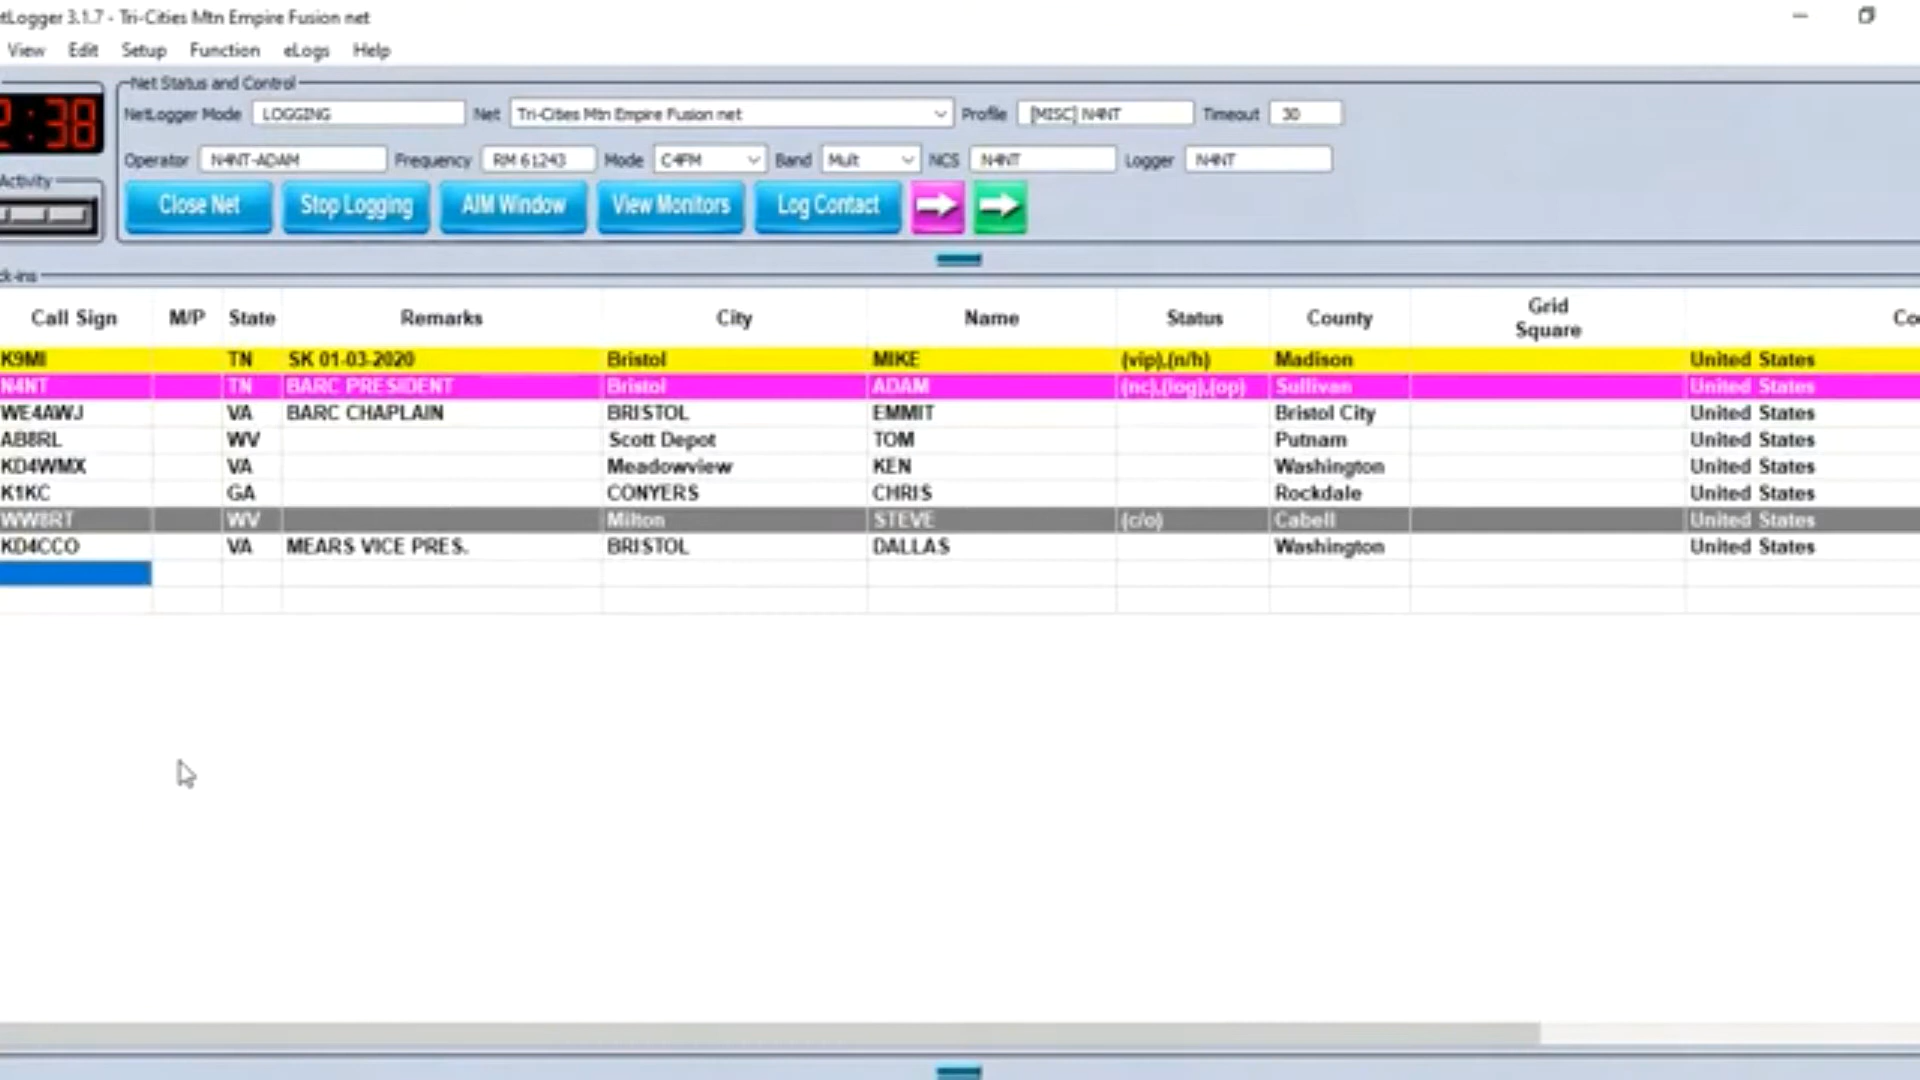 tLogger 3.1.7 - Tri-Cities Mtn Empire Fusion net
View Edit Setup Function eLogs Help
Net Status and Control
2:38
NetLogger Mode LOGGING Net Tri-Cities Mtn Empire Fusion net Profile [MISC] N4NT Timeout 30
Operator N4NT-ADAM Frequency RM 61243 Mode C4FM Band Mult NCS N4NT Logger N4NT
Activity
Close Net Stop Logging AIM Window View Monitors Log Contact
ck-ins
Call Sign M/P State Remarks City Name Status County Grid Square Co
K9MI TN SK 01-03-2020 Bristol MIKE (vip),(n/h) Madison United States
N4NT TN BARC PRESIDENT Bristol ADAM (nc),(log),(op) Sullivan United States
WE4AWJ VA BARC CHAPLAIN BRISTOL EMMIT Bristol City United States
AB8RL WV Scott Depot TOM Putnam United States
KD4WMX VA Meadowview KEN Washington United States
K1KC GA CONYERS CHRIS Rockdale United States
WW8RT WV Milton STEVE (c/o) Cabell United States
KD4CCO VA MEARS VICE PRES. BRISTOL DALLAS Washington United States